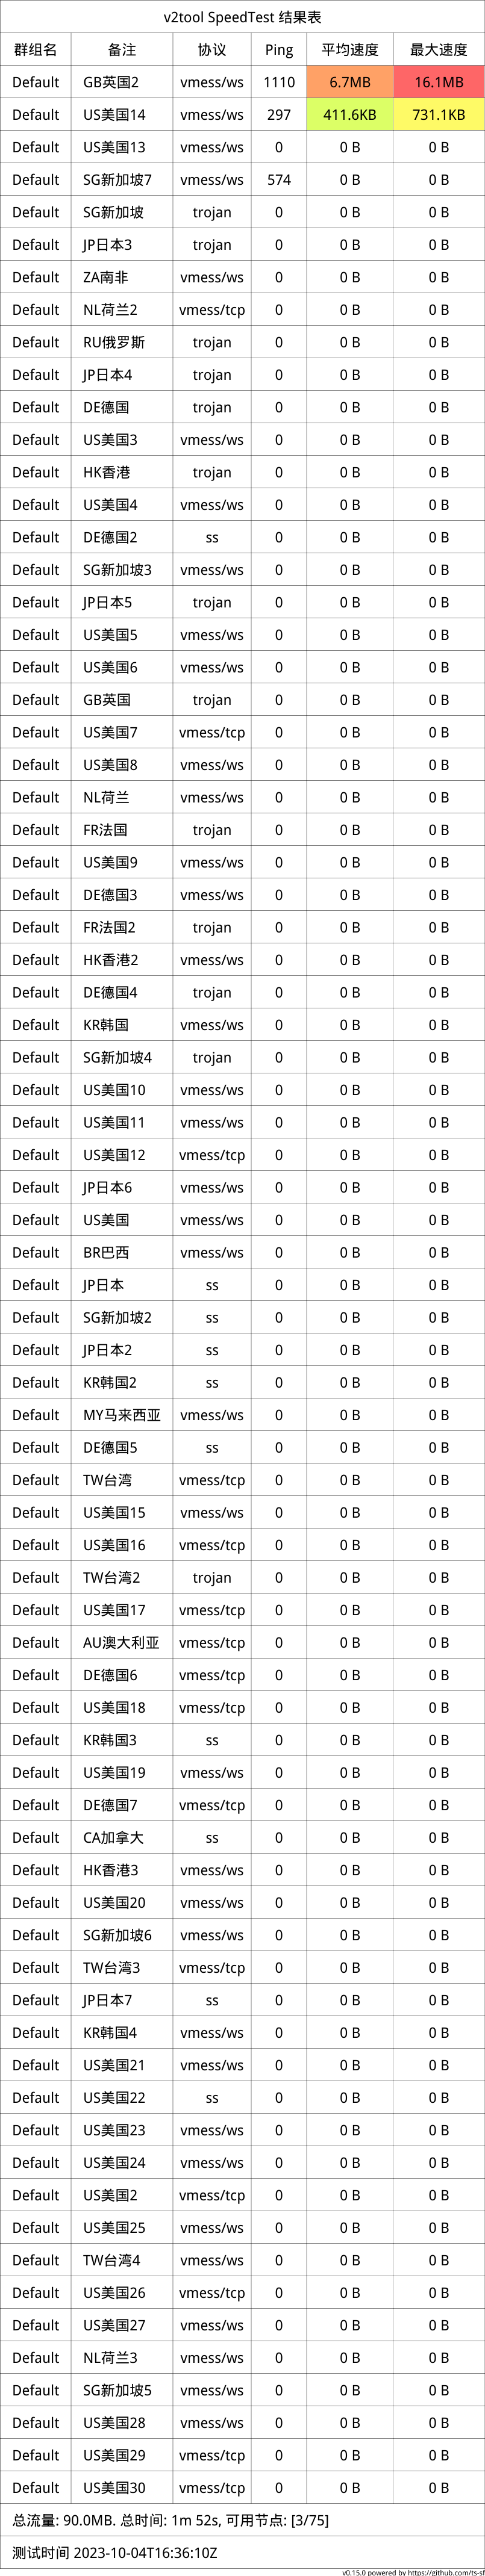 v2tool SpeedTest 结果表
群组名 备注 协议 Ping 平均速度 最大速度
Default GB英国2 vmess/ws 1110 6.7MB 16.1MB
Default US美国14 vmess/ws 297 411.6KB 731.1KB
Default US美国13 vmess/ws 0 0 B 0 B
Default SG新加坡7 vmess/ws 574 0 B 0 B
Default SG新加坡 trojan 0 0 B 0 B
Default JP日本3 trojan 0 0 B 0 B
Default ZA南非 vmess/ws 0 0 B 0 B
Default NL荷兰2 vmess/tcp 0 0 B 0 B
Default RU俄罗斯 trojan 0 0 B 0 B
Default JP日本4 trojan 0 0 B 0 B
Default DE德国 trojan 0 0 B 0 B
Default US美国3 vmess/ws 0 0 B 0 B
Default HK香港 trojan 0 0 B 0 B
Default US美国4 vmess/ws 0 0 B 0 B
Default DE德国2 ss 0 0 B 0 B
Default SG新加坡3 vmess/ws 0 0 B 0 B
Default JP日本5 trojan 0 0 B 0 B
Default US美国5 vmess/ws 0 0 B 0 B
Default US美国6 vmess/ws 0 0 B 0 B
Default GB英国 trojan 0 0 B 0 B
Default US美国7 vmess/tcp 0 0 B 0 B
Default US美国8 vmess/ws 0 0 B 0 B
Default NL荷兰 vmess/ws 0 0 B 0 B
Default FR法国 trojan 0 0 B 0 B
Default US美国9 vmess/ws 0 0 B 0 B
Default DE德国3 vmess/ws 0 0 B 0 B
Default FR法国2 trojan 0 0 B 0 B
Default HK香港2 vmess/ws 0 0 B 0 B
Default DE德国4 trojan 0 0 B 0 B
Default KR韩国 vmess/ws 0 0 B 0 B
Default SG新加坡4 trojan 0 0 B 0 B
Default US美国10 vmess/ws 0 0 B 0 B
Default US美国11 vmess/ws 0 0 B 0 B
Default US美国12 vmess/tcp 0 0 B 0 B
Default JP日本6 vmess/ws 0 0 B 0 B
Default US美国 vmess/ws 0 0 B 0 B
Default BR巴西 vmess/ws 0 0 B 0 B
Default JP日本 ss 0 0 B 0 B
Default SG新加坡2 ss 0 0 B 0 B
Default JP日本2 ss 0 0 B 0 B
Default KR韩国2 ss 0 0 B 0 B
Default MY马来西亚 vmess/ws 0 0 B 0 B
Default DE德国5 ss 0 0 B 0 B
Default TW台湾 vmess/tcp 0 0 B 0 B
Default US美国15 vmess/ws 0 0 B 0 B
Default US美国16 vmess/tcp 0 0 B 0 B
Default TW台湾2 trojan 0 0 B 0 B
Default US美国17 vmess/tcp 0 0 B 0 B
Default AU澳大利亚 vmess/tcp 0 0 B 0 B
Default DE德国6 vmess/tcp 0 0 B 0 B
Default US美国18 vmess/tcp 0 0 B 0 B
Default KR韩国3 ss 0 0 B 0 B
Default US美国19 vmess/ws 0 0 B 0 B
Default DE德国7 vmess/tcp 0 0 B 0 B
Default CA加拿大 ss 0 0 B 0 B
Default HK香港3 vmess/ws 0 0 B 0 B
Default US美国20 vmess/ws 0 0 B 0 B
Default SG新加坡6 vmess/ws 0 0 B 0 B
Default TW台湾3 vmess/tcp 0 0 B 0 B
Default JP日本7 ss 0 0 B 0 B
Default KR韩国4 vmess/ws 0 0 B 0 B
Default US美国21 vmess/ws 0 0 B 0 B
Default US美国22 ss 0 0 B 0 B
Default US美国23 vmess/ws 0 0 B 0 B
Default US美国24 vmess/ws 0 0 B 0 B
Default US美国2 vmess/tcp 0 0 B 0 B
Default US美国25 vmess/ws 0 0 B 0 B
Default TW台湾4 vmess/ws 0 0 B 0 B
Default US美国26 vmess/tcp 0 0 B 0 B
Default US美国27 vmess/ws 0 0 B 0 B
Default NL荷兰3 vmess/ws 0 0 B 0 B
Default SG新加坡5 vmess/ws 0 0 B 0 B
Default US美国28 vmess/ws 0 0 B 0 B
Default US美国29 vmess/tcp 0 0 B 0 B
Default US美国30 vmess/ws 0 0 B 0 B
总流量: 90.0MB. 总时间: 1m 52s, 可用节点: [3/75]
测试时间 2023-10-04T16:36:10Z
v0.15.0 powered by https://github.com/ts-sf